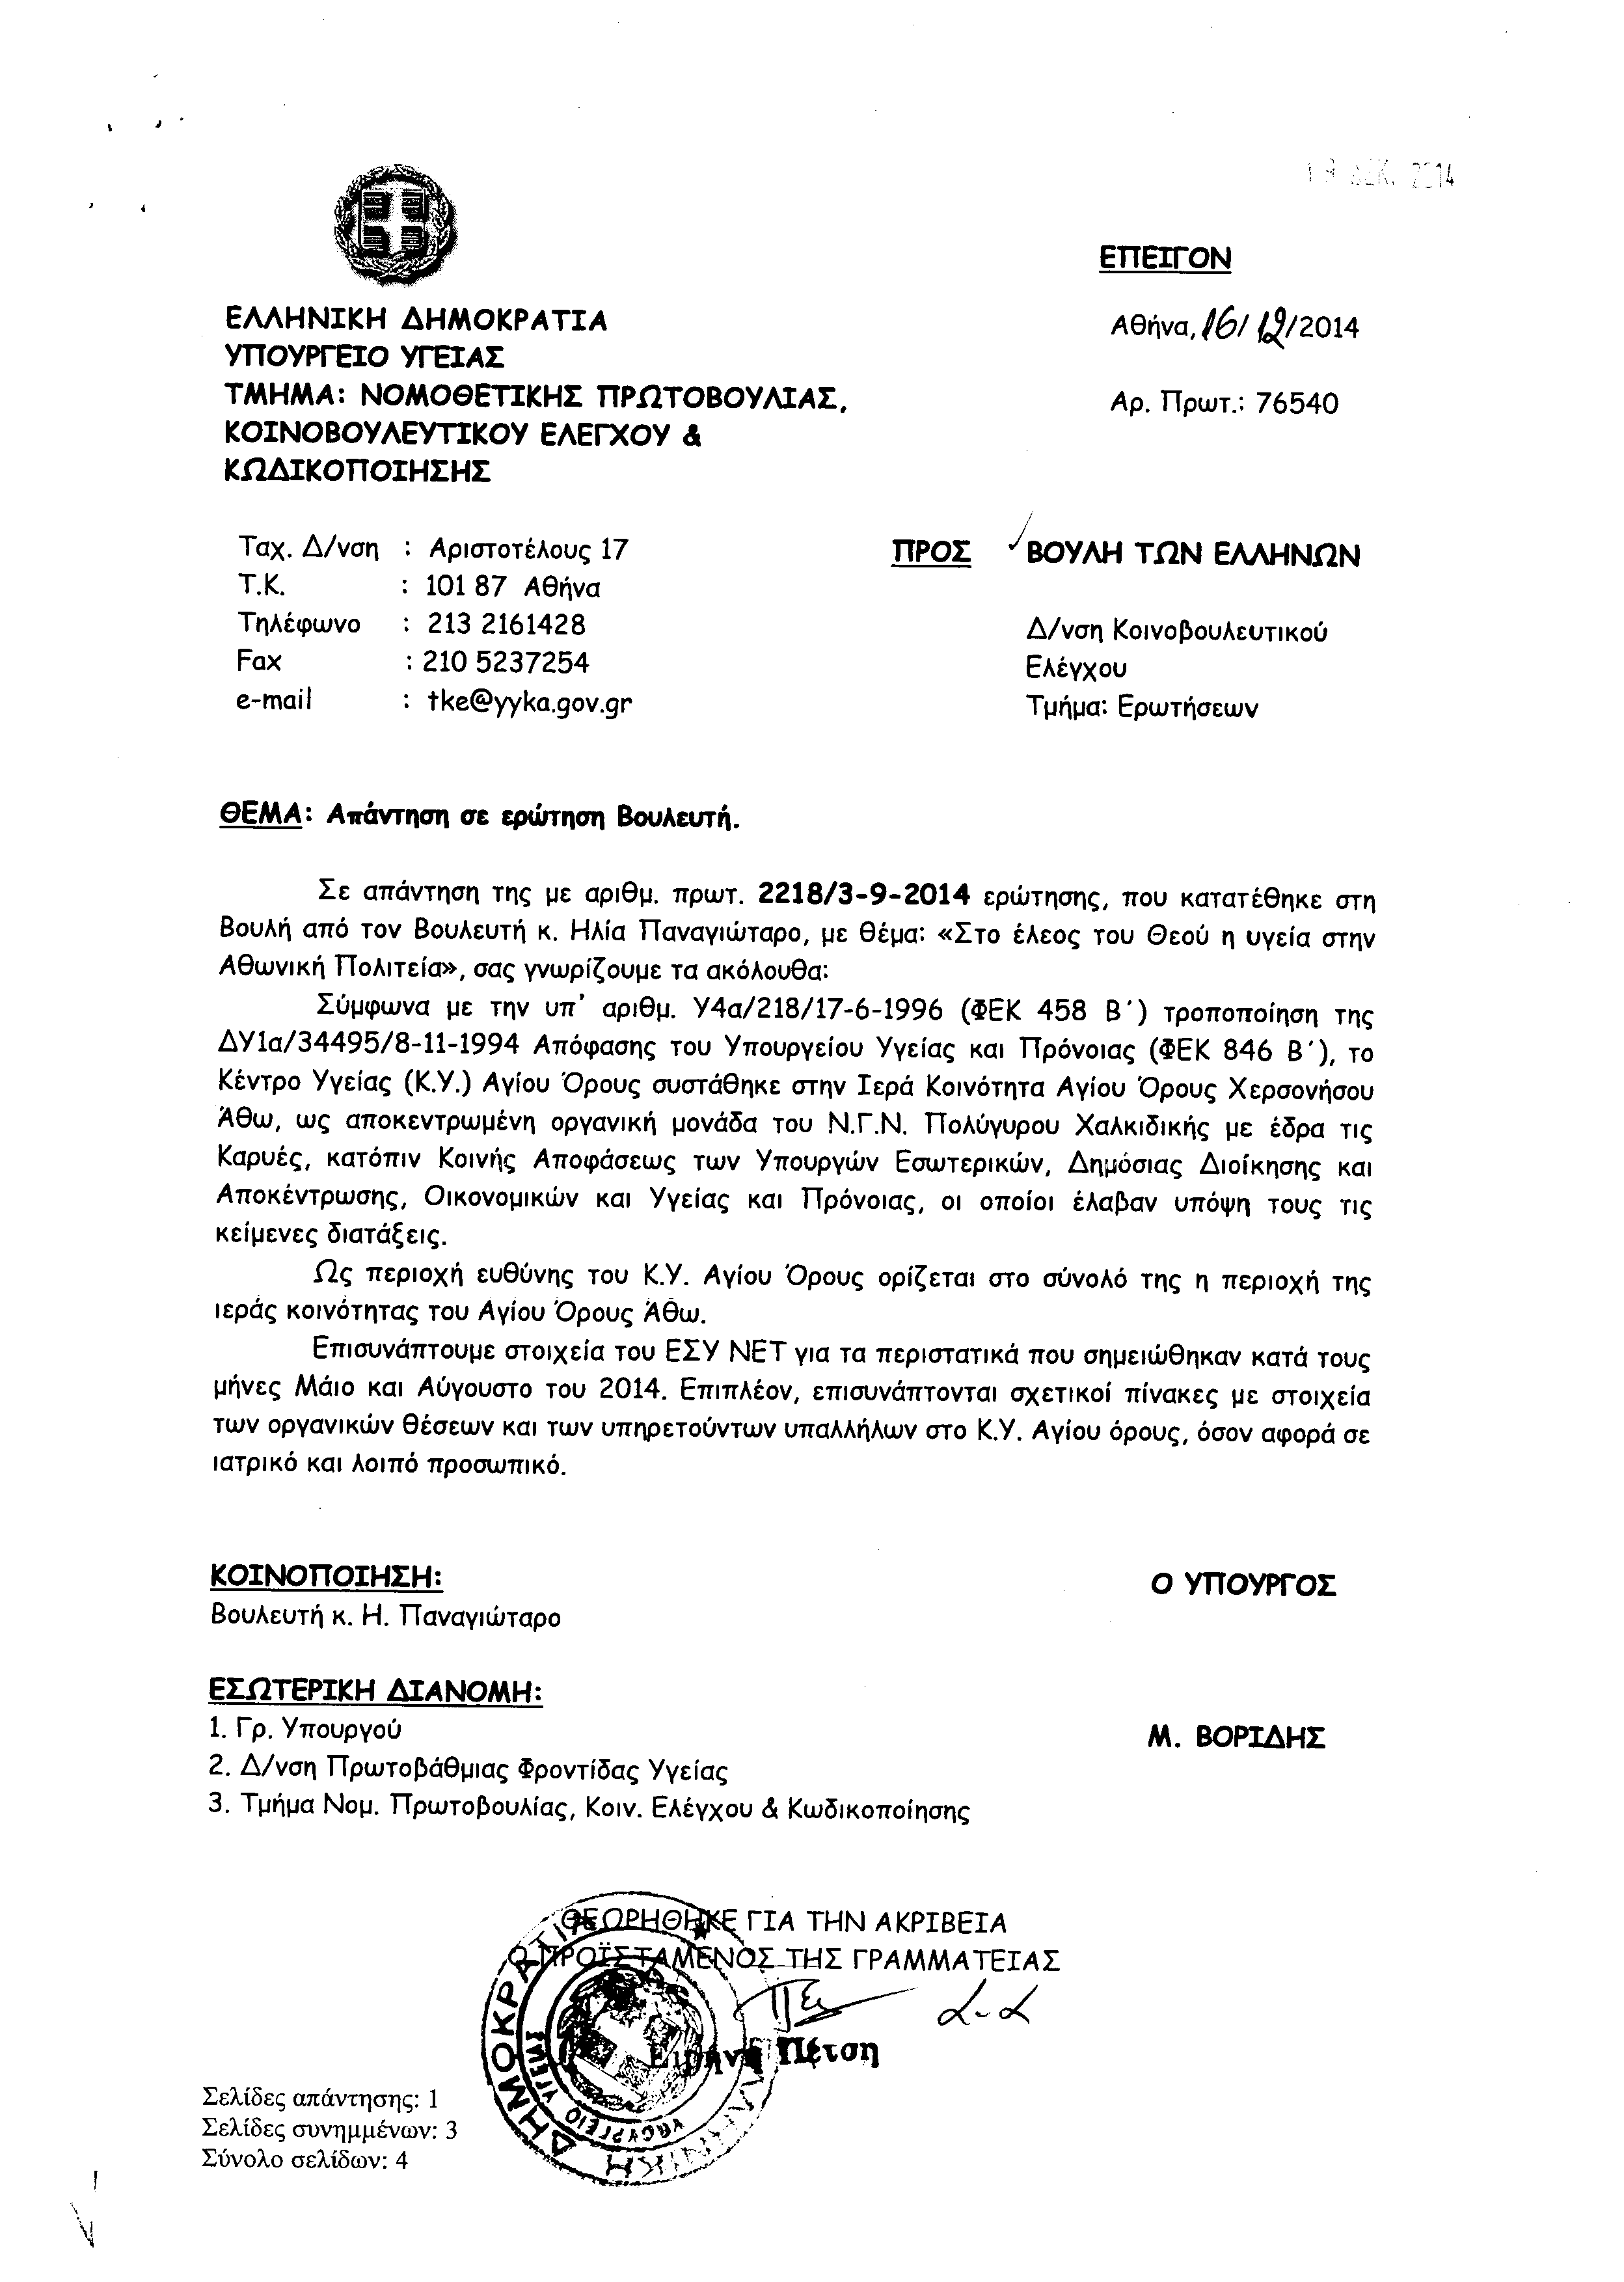 ΔΕΚ. 2014
ΕΠΕΙΓΟΝ
ΕΛΛΗΝΙΚΗ ΔΗΜΟΚΡΑΤΙΑ
ΥΠΟΥΡΓΕΙΟ ΥΓΕΙΑΣ
ΤΜΗΜΑ: ΝΟΜΟΘΕΤΙΚΗΣ ΠΡΩΤΟΒΟΥΛΙΑΣ,
ΚΟΙΝΟΒΟΥΛΕΥΤΙΚΟΥ ΕΛΕΓΧΟΥ &
ΚΩΔΙΚΟΠΟΙΗΣΗΣ
Αθήνα, 16/12/2014
Αρ. Πρωτ.: 76540
Ταχ. Δ/νση : Αριστοτέλους 17
Τ.Κ. : 101 87 Αθήνα
Τηλέφωνο : 213 2161428
Fax : 210 5237254
e-mail : tke@yyka.gov.gr
ΠΡΟΣ ΒΟΥΛΗ ΤΩΝ ΕΛΛΗΝΩΝ
Δ/νση Κοινοβουλευτικού
Ελέγχου
Τμήμα: Ερωτήσεων
ΘΕΜΑ: Απάντηση σε ερώτηση Βουλευτή.
Σε απάντηση της με αριθμ. πρωτ. 2218/3-9-2014 ερώτησης, που κατατέθηκε στη
Βουλή από τον Βουλευτή κ. Ηλία Παναγιώταρο, με θέμα: «Στο έλεος του Θεού η υγεία στην
Αθωνική Πολιτεία», σας γνωρίζουμε τα ακόλουθα:
Σύμφωνα με την υπ' αριθμ. Υ4α/218/17-6-1996 (ΦΕΚ 458 Β΄) τροποποίηση της
ΔΥ1α/34495/8-11-1994 Απόφασης του Υπουργείου Υγείας και Πρόνοιας (ΦΕΚ 846 Β΄), το
Κέντρο Υγείας (Κ.Υ.) Αγίου Όρους συστάθηκε στην Ιερά Κοινότητα Αγίου Όρους Χερσονήσου
Άθω, ως αποκεντρωμένη οργανική μονάδα του Ν.Γ.Ν. Πολύγυρου Χαλκιδικής με έδρα τις
Καρυές, κατόπιν Κοινής Αποφάσεως των Υπουργών Εσωτερικών, Δημόσιας Διοίκησης και
Αποκέντρωσης, Οικονομικών και Υγείας και Πρόνοιας, οι οποίοι έλαβαν υπόψη τους τις
κείμενες διατάξεις.
Ως περιοχή ευθύνης του Κ.Υ. Αγίου Όρους ορίζεται στο σύνολό της η περιοχή της
ιεράς κοινότητας του Αγίου Όρους Άθω.
Επισυνάπτουμε στοιχεία του ΕΣΥ ΝΕΤ για τα περιστατικά που σημειώθηκαν κατά τους
μήνες Μάιο και Αύγουστο του 2014. Επιπλέον, επισυνάπτονται σχετικοί πίνακες με στοιχεία
των οργανικών θέσεων και των υπηρετούντων υπαλλήλων στο Κ.Υ. Αγίου όρους, όσον αφορά σε
ιατρικό και λοιπό προσωπικό.
ΚΟΙΝΟΠΟΙΗΣΗ:
Βουλευτή κ. Η. Παναγιώταρο
Ο ΥΠΟΥΡΓΟΣ
ΕΣΩΤΕΡΙΚΗ ΔΙΑΝΟΜΗ:
1. Γρ. Υπουργού
2. Δ/νση Πρωτοβάθμιας Φροντίδας Υγείας
3. Τμήμα Νομ. Πρωτοβουλίας, Κοιν. Ελέγχου & Κωδικοποίησης
Μ. ΒΟΡΙΔΗΣ
ΘΕΩΡΗΘΗΚΕ ΓΙΑ ΤΗΝ ΑΚΡΙΒΕΙΑ
Ο ΠΡΟΪΣΤΑΜΕΝΟΣ ΤΗΣ ΓΡΑΜΜΑΤΕΙΑΣ
Ειρήνη Πέτση
ΕΛΛΗΝΙΚΗ ΔΗΜΟΚΡΑΤΙΑ
ΥΠΟΥΡΓΕΙΟ ΥΓΕΙΑΣ
Σελίδες απάντησης: 1
Σελίδες συνημμένων: 3
Σύνολο σελίδων: 4